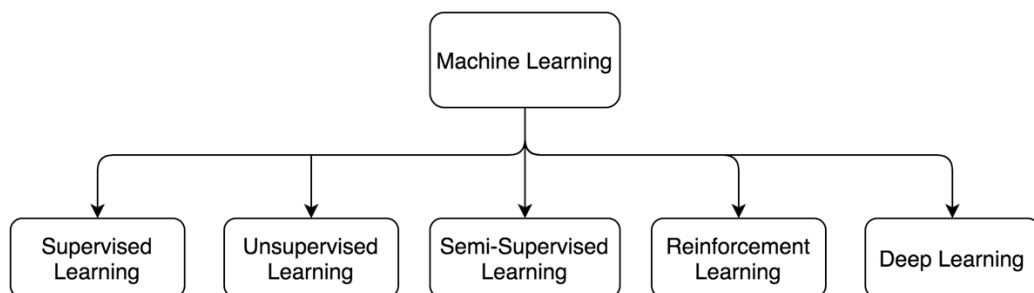 Machine Learning
Supervised
Learning
Unsupervised
Learning
Semi-Supervised
Learning
Reinforcement
Learning
Deep Learning